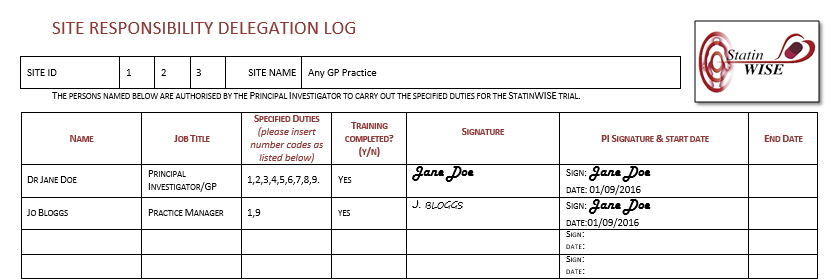 SITE RESPONSIBILITY DELEGATION LOG
Statin
WISE
SITE ID 1 2 3 SITE NAME Any GP Practice
THE PERSONS NAMED BELOW ARE AUTHORISED BY THE PRINCIPAL INVESTIGATOR TO CARRY OUT THE SPECIFIED DUTIES FOR THE STATINWISE TRIAL.
NAME
JOB TITLE
SPECIFIED DUTIES
(please insert
number codes as
listed below)
TRAINING
COMPLETED?
(Y/N)
SIGNATURE
PI SIGNATURE & START DATE
END DATE
DR JANE DOE
PRINCIPAL
INVESTIGATOR/GP
1,2,3,4,5,6,7,8,9.
YES
Jane Doe
SIGN: Jane Doe
DATE: 01/09/2016
JO BLOGGS
PRACTICE MANAGER
1,9
YES
J. BLOGGS
SIGN: Jane Doe
DATE:01/09/2016
SIGN:
DATE:
SIGN:
DATE: